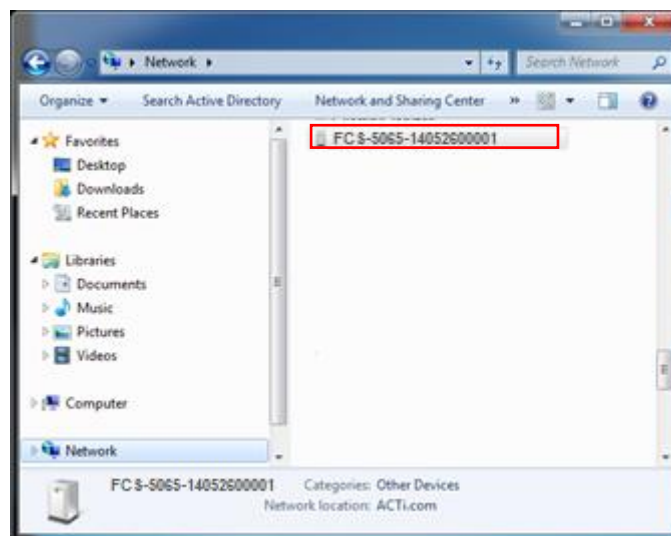 Network
Search Network
Organize
Search Active Directory
Network and Sharing Center
»
Favorites
Desktop
Downloads
Recent Places
Libraries
Documents
Music
Pictures
Videos
Computer
Network
FCS-5065-14052600001
FCS-5065-14052600001 Categories: Other Devices
Network location: ACTi.com